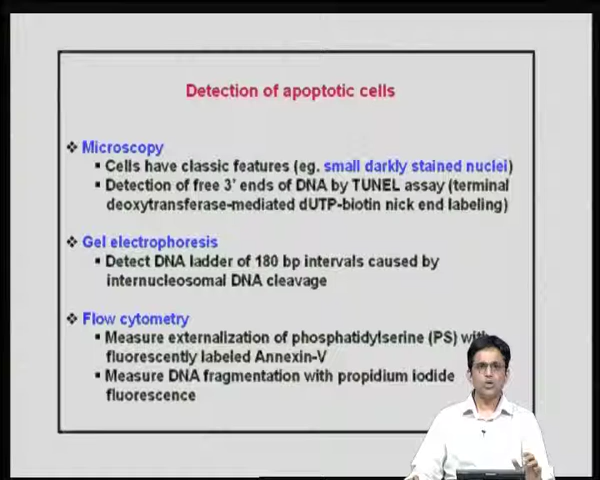 Detection of apoptotic cells
❖ Microscopy
▪ Cells have classic features (eg. small darkly stained nuclei)
▪ Detection of free 3' ends of DNA by TUNEL assay (terminal
deoxytransferase-mediated dUTP-biotin nick end labeling)
❖ Gel electrophoresis
▪ Detect DNA ladder of 180 bp intervals caused by
internucleosomal DNA cleavage
❖ Flow cytometry
▪ Measure externalization of phosphatidylserine (PS) with
fluorescently labeled Annexin-V
▪ Measure DNA fragmentation with propidium iodide
fluorescence